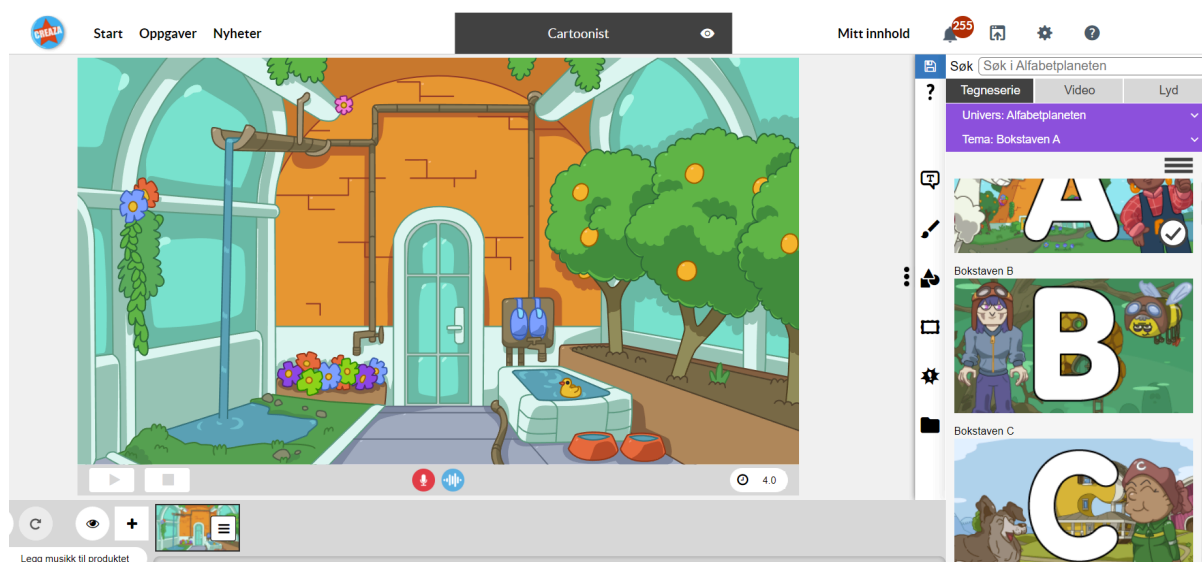 CREAZA
Start Oppgaver Nyheter
Cartoonist
Mitt innhold
255
Søk
Søk i Alfabetplaneten
Tegneserie Video Lyd
Univers: Alfabetplaneten
Tema: Bokstaven A
?
T
A
Bokstaven B
B
Bokstaven C
C
4.0
Legg musikk til produktet